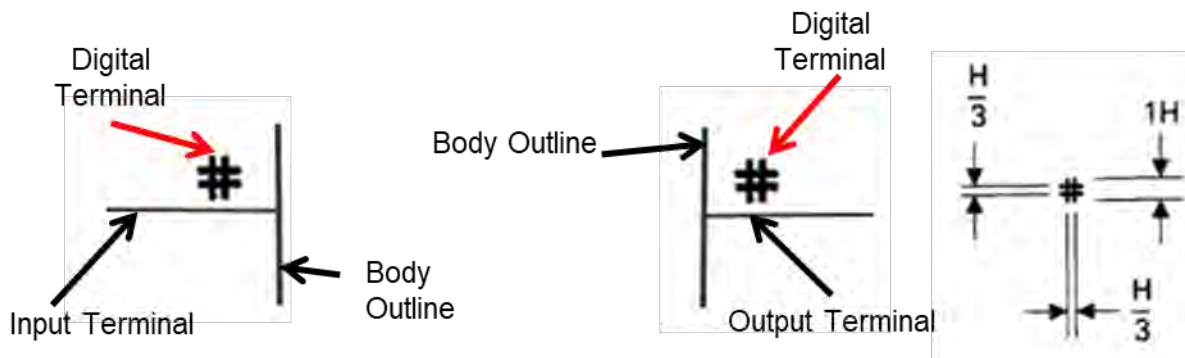 Digital
Terminal
Input Terminal
Body
Outline
Digital
Terminal
Body Outline
Output Terminal
H
3
1H
H
3